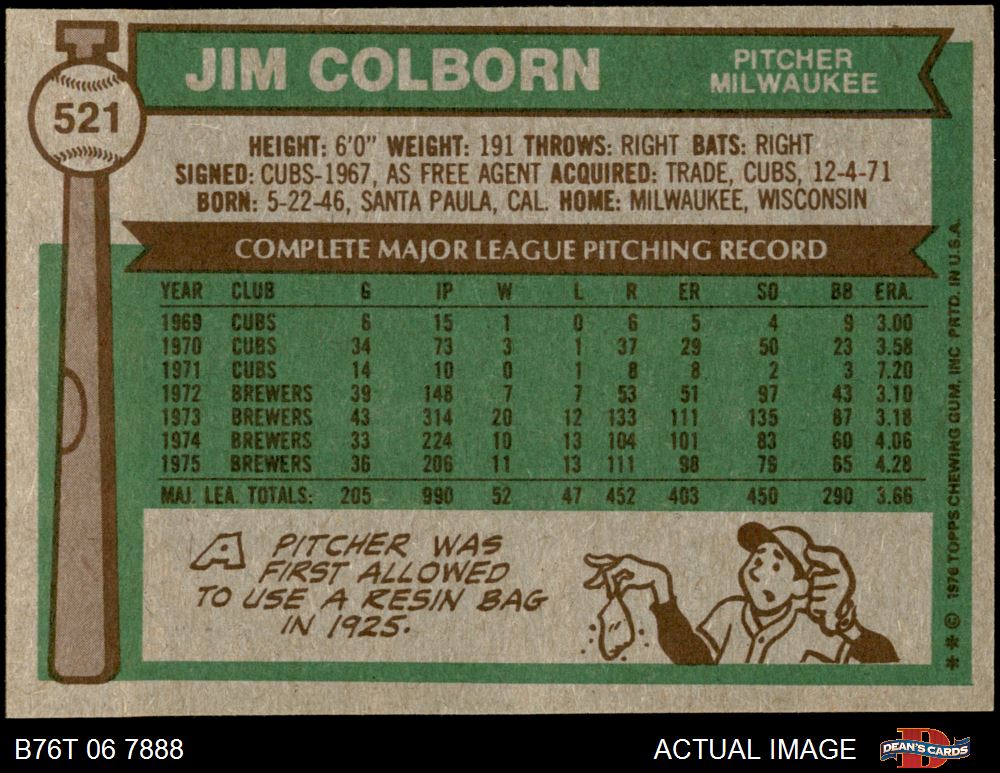 JIM COLBORN
PITCHER
MILWAUKEE
521
HEIGHT: 6'0" WEIGHT: 191 THROWS: RIGHT BATS: RIGHT
SIGNED: CUBS-1967, AS FREE AGENT ACQUIRED: TRADE, CUBS, 12-4-71
BORN: 5-22-46, SANTA PAULA, CAL. HOME: MILWAUKEE, WISCONSIN
COMPLETE MAJOR LEAGUE PITCHING RECORD
YEAR CLUB G IP W L R ER SO BB ERA.
1969 CUBS 6 15 1 0 6 5 4 9 3.00
1970 CUBS 34 73 3 1 37 29 50 23 3.58
1971 CUBS 14 10 0 1 8 8 2 3 7.20
1972 BREWERS 39 148 7 7 53 51 97 43 3.10
1973 BREWERS 43 314 20 12 133 111 135 87 3.18
1974 BREWERS 33 224 10 13 104 101 83 60 4.06
1975 BREWERS 36 206 11 13 111 98 79 65 4.28
MAJ. LEA. TOTALS: 205 990 52 47 452 403 450 290 3.66
A PITCHER WAS
FIRST ALLOWED
TO USE A RESIN BAG
IN 1925.
** © 1976 TOPPS CHEWING GUM, INC PRTD. IN U.S.A.
B76T 06 7888
ACTUAL IMAGE
DEAN'S CARDS